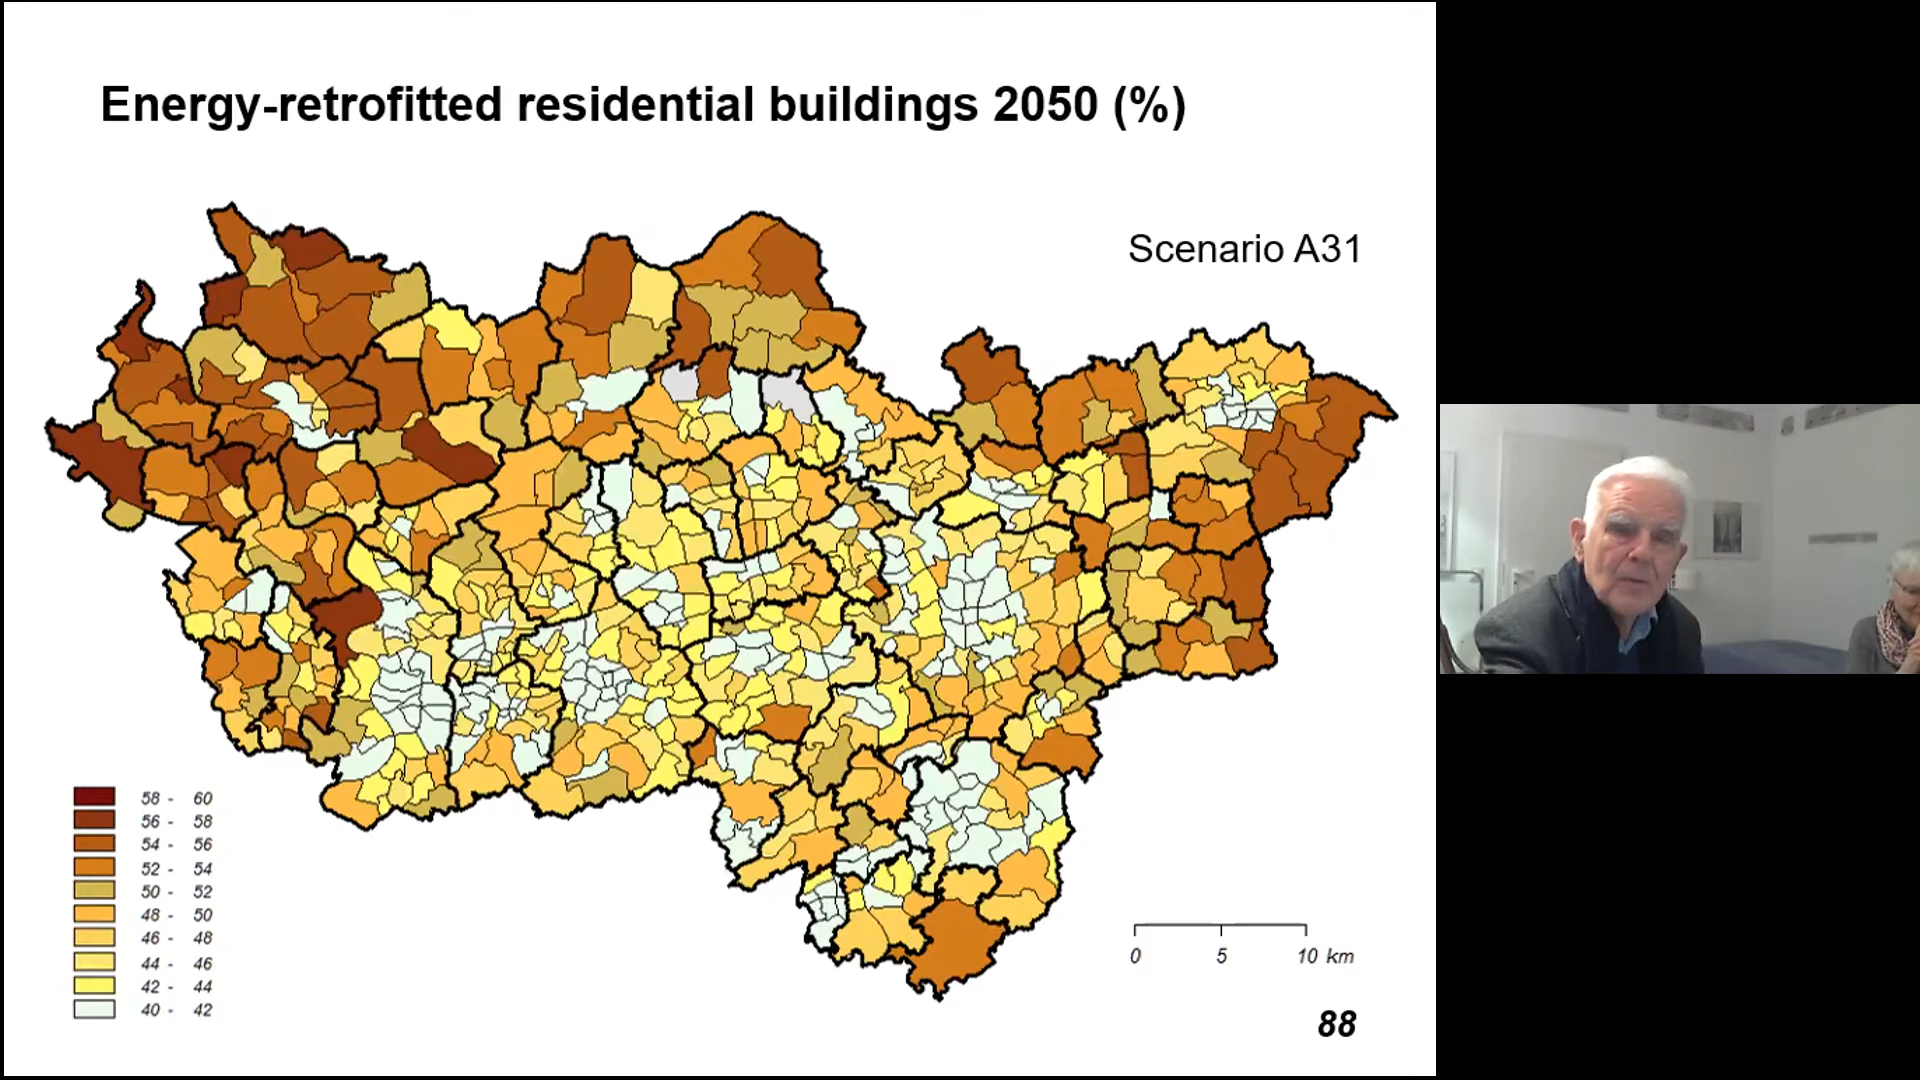 Energy-retrofitted residential buildings 2050 (%)
Scenario A31
58 - 60
56 - 58
54 - 56
52 - 54
50 - 52
48 - 50
46 - 48
44 - 46
42 - 44
40 - 42
0 5 10 km
88